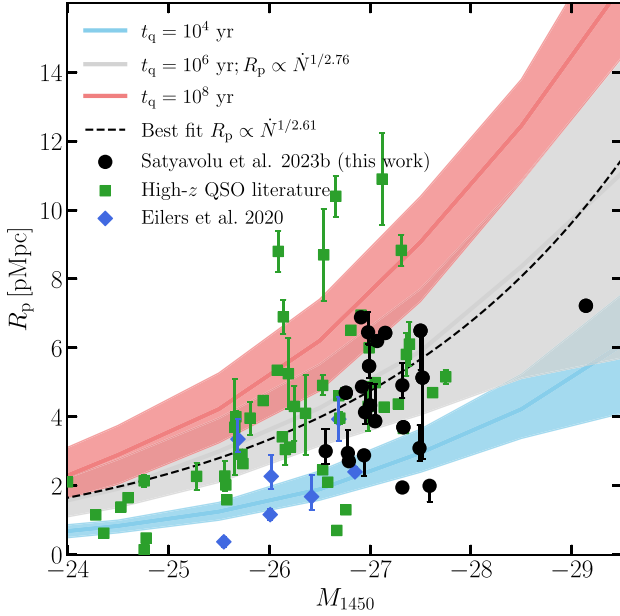 t_q = 10^4 yr
t_q = 10^6 yr; R_p ∝ Ṅ^{1/2.76}
t_q = 10^8 yr
Best fit R_p ∝ Ṅ^{1/2.61}
Satyavolu et al. 2023b (this work)
High-z QSO literature
Eilers et al. 2020
R_p [pMpc]
14
12
10
8
6
4
2
0
−24 −25 −26 −27 −28 −29
M_{1450}